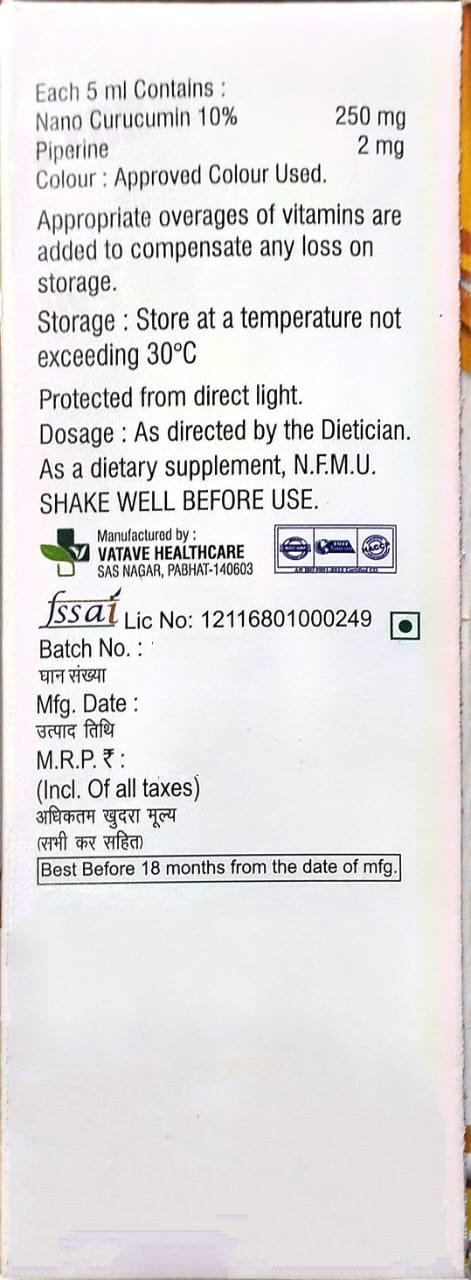 Each 5 ml Contains :
Nano Curucumin 10% 250 mg
Piperine 2 mg
Colour : Approved Colour Used.
Appropriate overages of vitamins are
added to compensate any loss on
storage.
Storage : Store at a temperature not
exceeding 30°C
Protected from direct light.
Dosage : As directed by the Dietician.
As a dietary supplement, N.F.M.U.
SHAKE WELL BEFORE USE.
Manufactured by :
VATAVE HEALTHCARE
SAS NAGAR, PABHAT-140603
fssai Lic No: 12116801000249
Batch No. :
घान संख्या
Mfg. Date :
उत्पाद तिथि
M.R.P. ₹ :
(Incl. Of all taxes)
अधिकतम खुदरा मूल्य
(सभी कर सहित)
Best Before 18 months from the date of mfg.